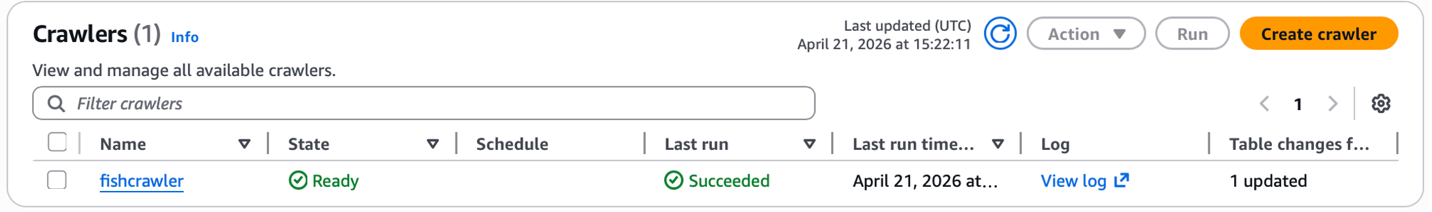 Crawlers (1) Info
Last updated (UTC)
April 21, 2026 at 15:22:11
Action
Run
Create crawler
View and manage all available crawlers.
Filter crawlers
1
Name State Schedule Last run Last run time... Log Table changes f...
fishcrawler Ready Succeeded April 21, 2026 at... View log 1 updated